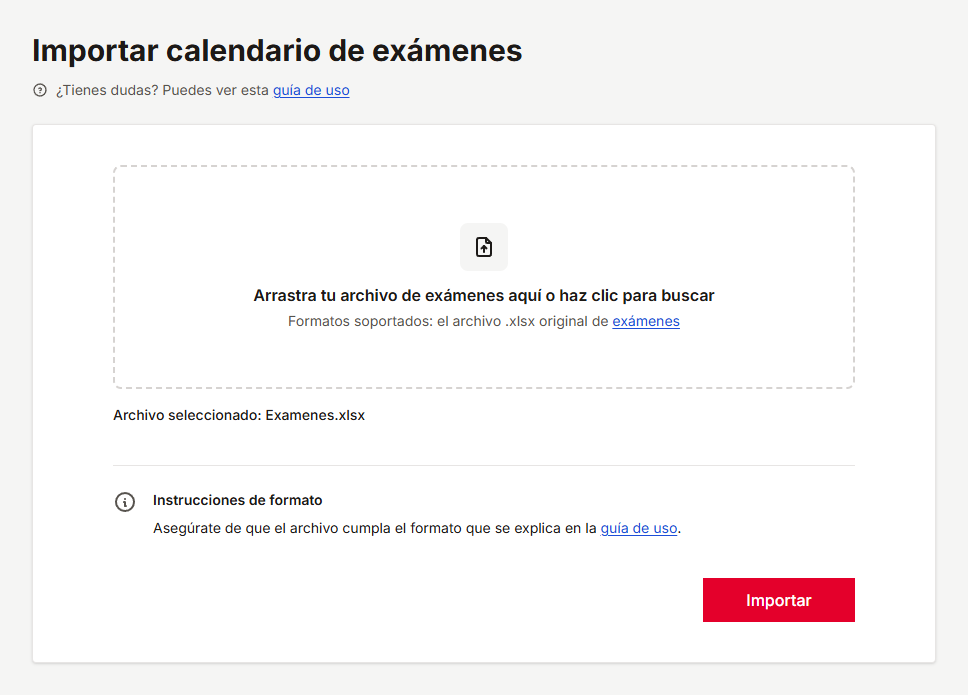 Importar calendario de exámenes
¿Tienes dudas? Puedes ver esta guía de uso
Arrastra tu archivo de exámenes aquí o haz clic para buscar
Formatos soportados: el archivo .xlsx original de exámenes
Archivo seleccionado: Examenes.xlsx
Instrucciones de formato
Asegúrate de que el archivo cumpla el formato que se explica en la guía de uso.
Importar